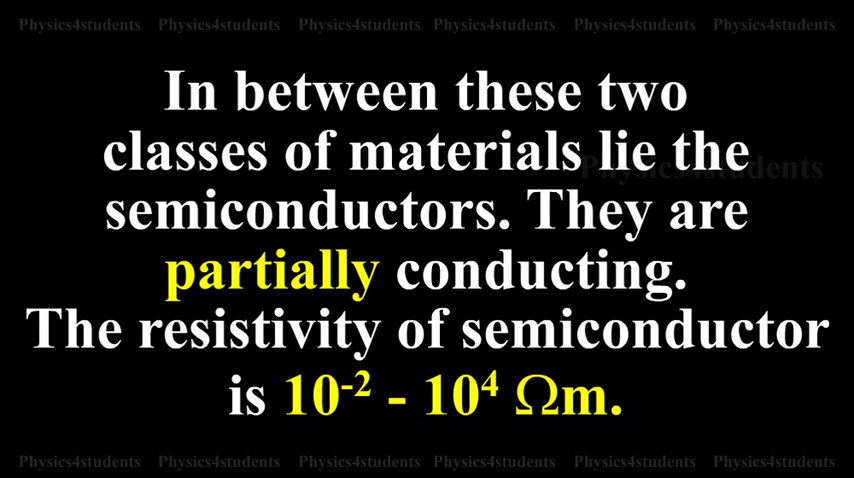 Physics4students Physics4students Physics4students Physics4students Physics4students Physics4students
In between these two
classes of materials lie the
Physics4students
semiconductors. They are
partially conducting.
The resistivity of semiconductor
is 10⁻² - 10⁴ Ωm.
Physics4students Physics4students Physics4students Physics4students Physics4students Physics4students